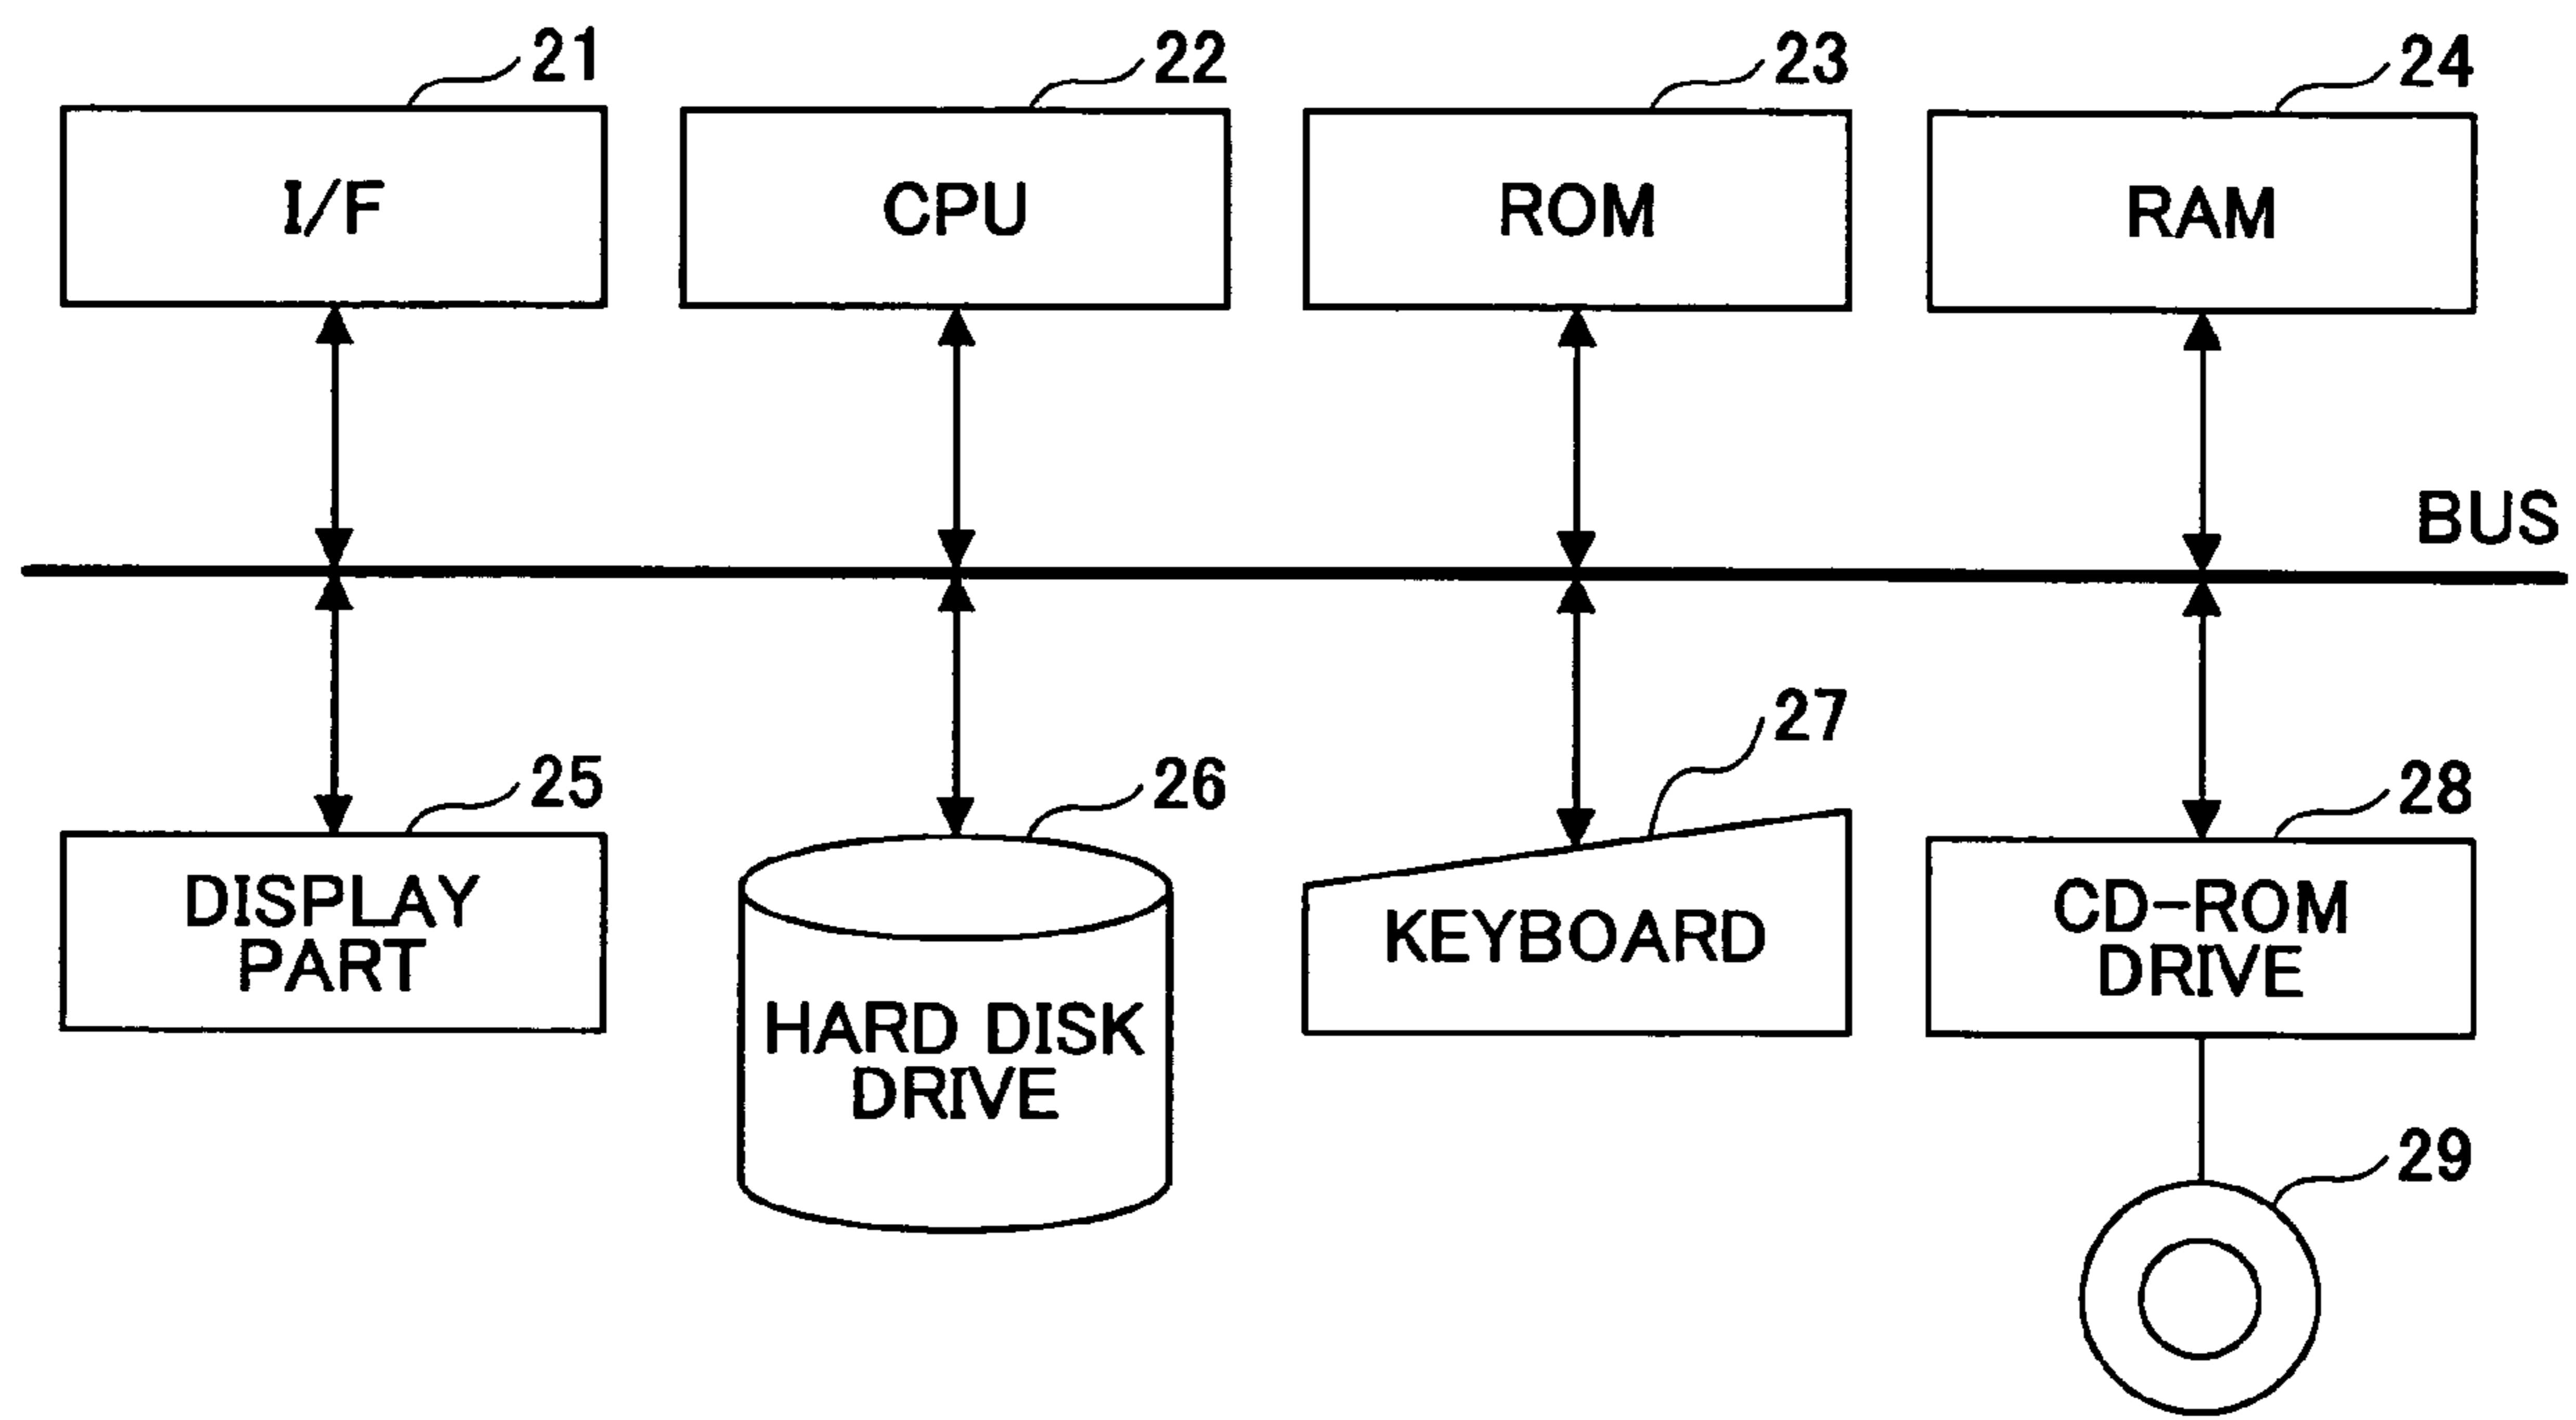 21
22
23
24
I/F
CPU
ROM
RAM
BUS
25
26
27
28
DISPLAY
PART
HARD DISK
DRIVE
KEYBOARD
CD-ROM
DRIVE
29